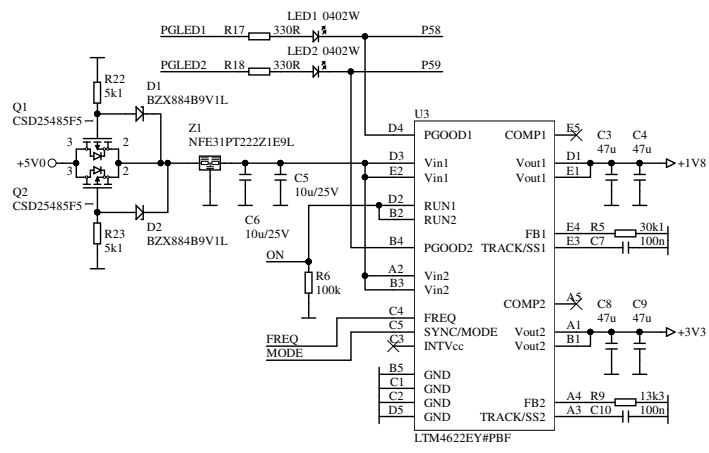 LED1 0402W
PGLED1 R17 330R P58
LED2 0402W
PGLED2 R18 330R P59
R22
5k1
D1
BZX884B9V1L
Q1
CSD25485F5
1
U3
Z1
NFE31PT222Z1E9L
D4 PGOOD1 COMP1 E5
C3 C4
47u 47u
3 2
+5V0
3 2
D3 Vin1 Vout1 D1
+1V8
E2 Vin1 Vout1 E1
C5
10u/25V
Q2
CSD25485F5
1
D2 RUN1
B2 RUN2
C6
10u/25V
R23
5k1
D2
BZX884B9V1L
FB1 E4 R5 30k1
B4 PGOOD2 TRACK/SS1 E3 C7 100n
ON
R6
100k
A2 Vin2
B3 Vin2
COMP2 A5
C8 C9
47u 47u
C4 FREQ
C5 SYNC/MODE Vout2 A1
+3V3
FREQ
C3 INTVcc Vout2 B1
MODE
B5 GND
C1 GND
C2 GND FB2 A4 R9 13k3
D5 GND TRACK/SS2 A3 C10 100n
LTM4622EY#PBF